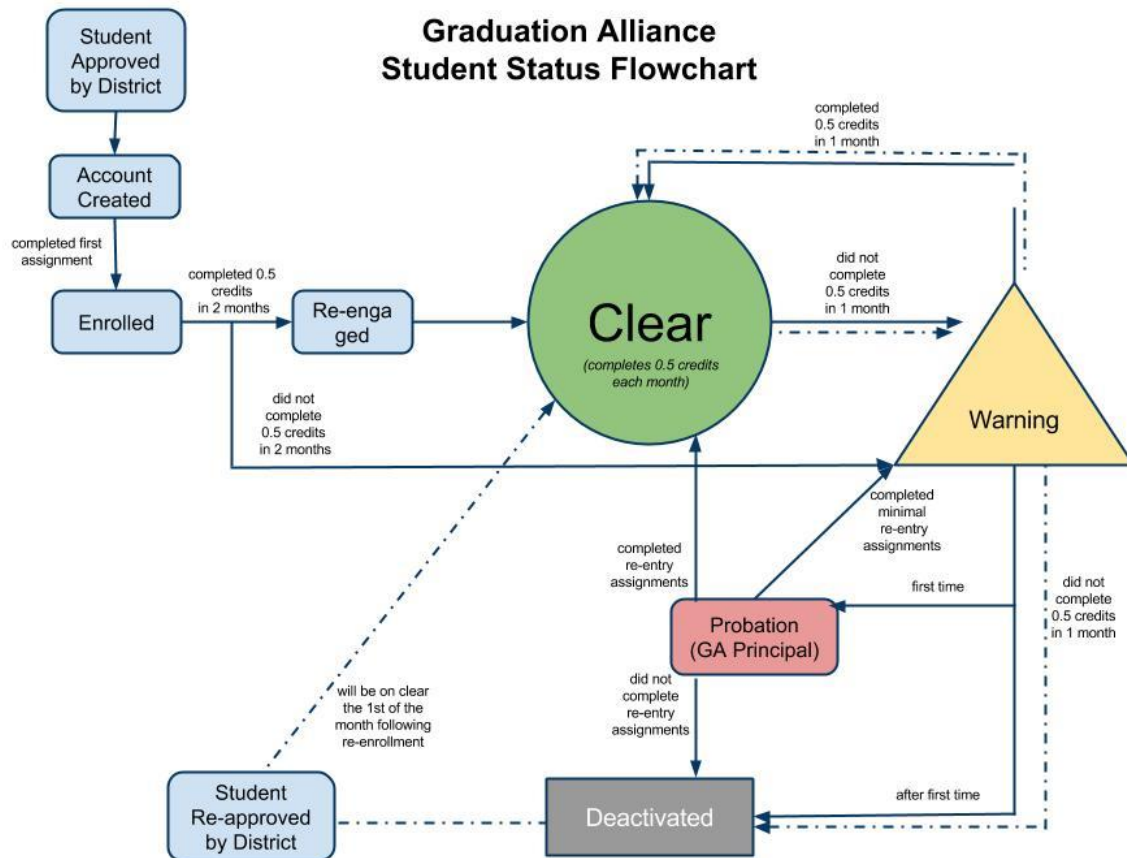 Graduation Alliance
Student Status Flowchart
Student
Approved
by District
Account
Created
completed first
assignment
Enrolled
completed 0.5
credits
in 2 months
Re-enga
ged
did not
complete
0.5 credits
in 2 months
Clear
(completes 0.5 credits
each month)
completed
0.5 credits
in 1 month
did not
complete
0.5 credits
in 1 month
Warning
completed
minimal
re-entry
assignments
completed
re-entry
assignments
first time
did not
complete
0.5 credits
in 1 month
Probation
(GA Principal)
did not
complete
re-entry
assignments
will be on clear
the 1st of the
month following
re-enrollment
Student
Re-approved
by District
Deactivated
after first time